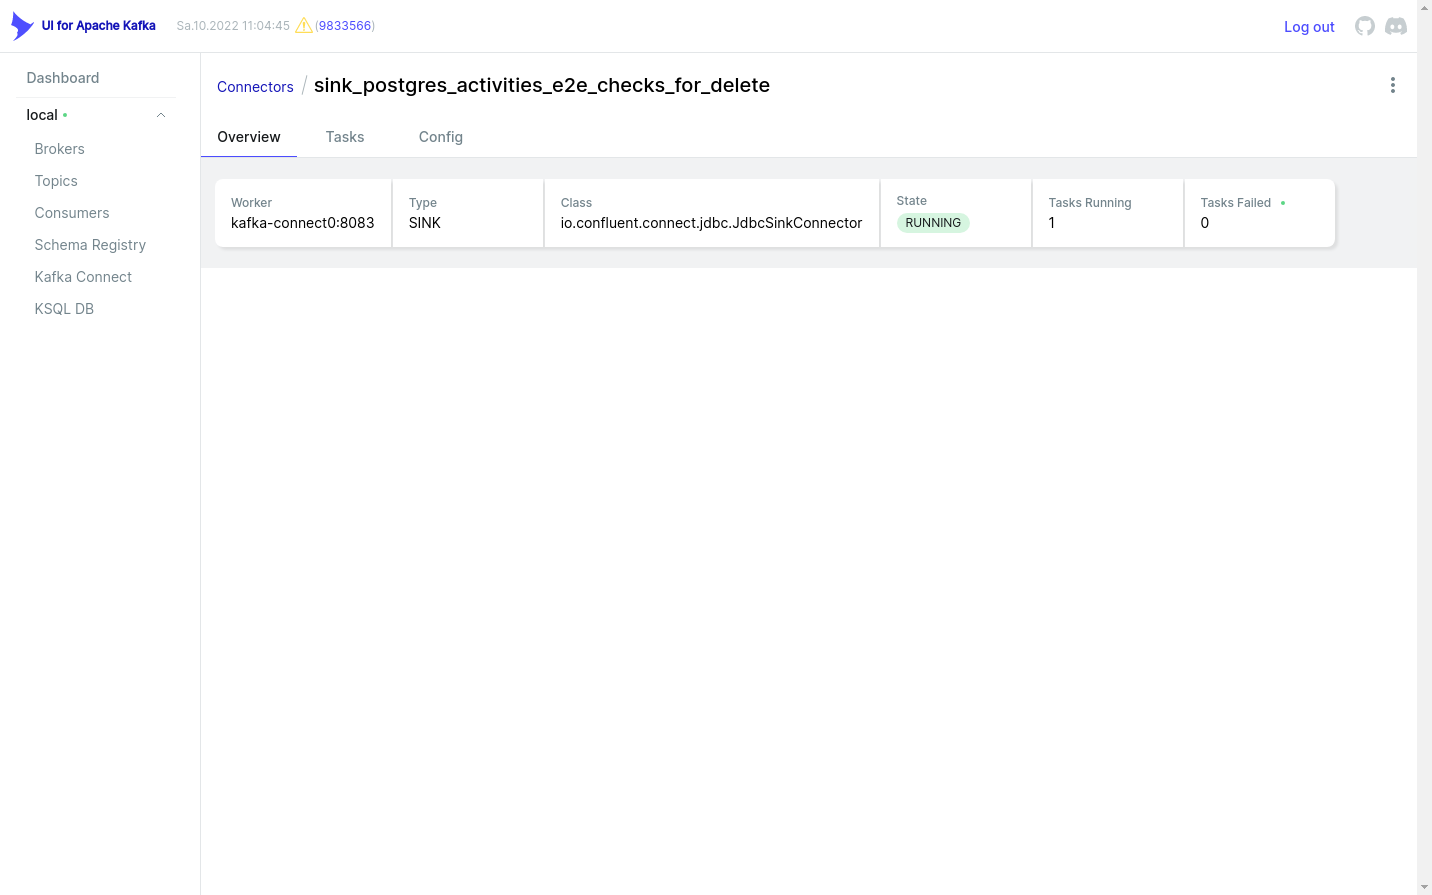 UI for Apache Kafka Sa.10.2022 11:04:45 (9833566) Log out
Dashboard
local
Brokers
Topics
Consumers
Schema Registry
Kafka Connect
KSQL DB
Connectors / sink_postgres_activities_e2e_checks_for_delete
Overview Tasks Config
Worker
kafka-connect0:8083
Type
SINK
Class
io.confluent.connect.jdbc.JdbcSinkConnector
State
RUNNING
Tasks Running
1
Tasks Failed
0